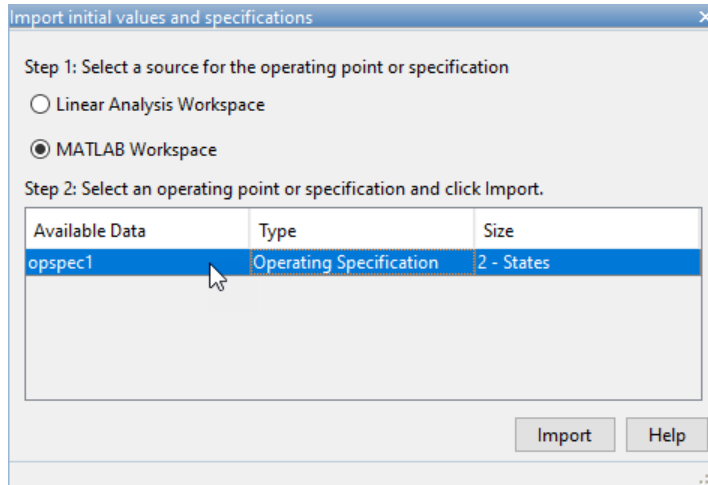 Import initial values and specifications
Step 1: Select a source for the operating point or specification
Linear Analysis Workspace
MATLAB Workspace
Step 2: Select an operating point or specification and click Import.
Available Data Type Size
opspec1 Operating Specification 2 - States
Import Help